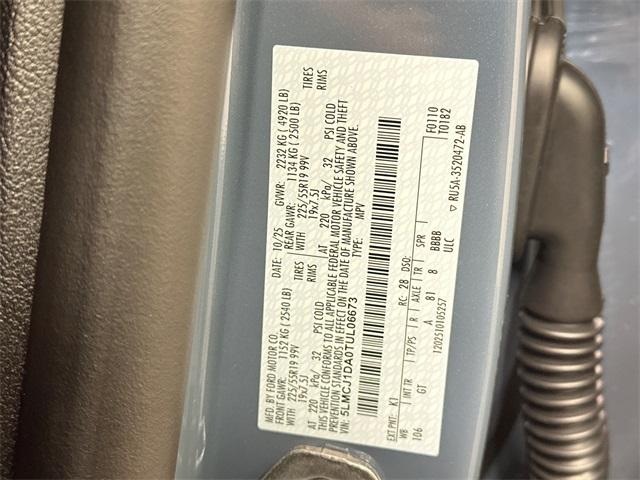 MFD. BY FORD MOTOR CO.
DATE: 10/25 GVWR: 2232 KG ( 4920 LB)
FRONT GAWR: 1152 KG ( 2540 LB) REAR GAWR: 1134 KG ( 2500 LB)
WITH 225/55R19 99V TIRES WITH 225/55R19 99V TIRES
19x7.5J RIMS 19x7.5J RIMS
AT 220 kPa/ 32 PSI COLD AT 220 kPa/ 32 PSI COLD
THIS VEHICLE CONFORMS TO ALL APPLICABLE FEDERAL MOTOR VEHICLE SAFETY AND THEFT
PREVENTION STANDARDS IN EFFECT ON THE DATE OF MANUFACTURE SHOWN ABOVE.
VIN: 5LMCJ1DA0TUL06673 TYPE: MPV
F0110
T0182
EXT PNT: K1 RC: 28 DSO:
WB INT TR TP/PS R AXLE TR SPR
106 GT A 81 8 BBBB
ULC
1202510105257
RU5A-3520472-AB